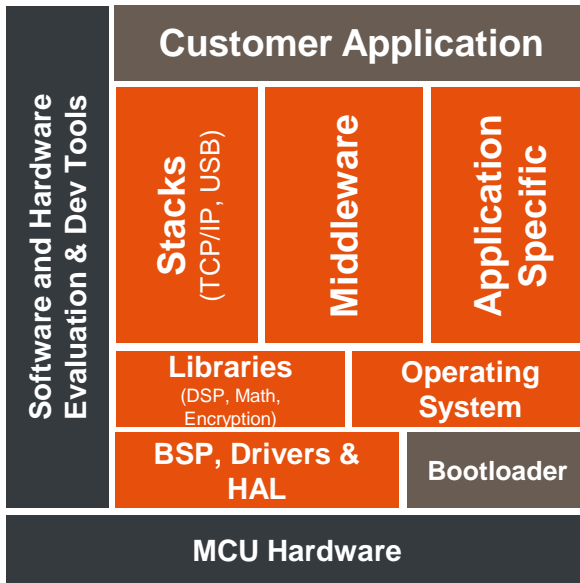 Software and Hardware
Evaluation & Dev Tools
Customer Application
Stacks
(TCP/IP, USB)
Middleware
Application
Specific
Libraries
(DSP, Math,
Encryption)
Operating
System
BSP, Drivers &
HAL
Bootloader
MCU Hardware